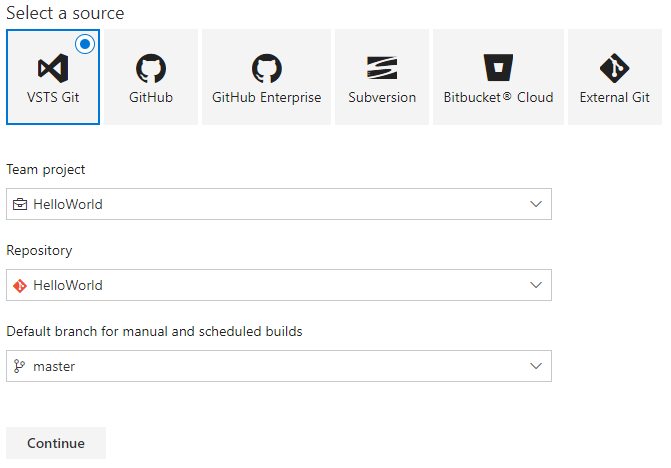 Select a source
VSTS Git GitHub GitHub Enterprise Subversion Bitbucket® Cloud External Git
Team project
HelloWorld
Repository
HelloWorld
Default branch for manual and scheduled builds
master
Continue